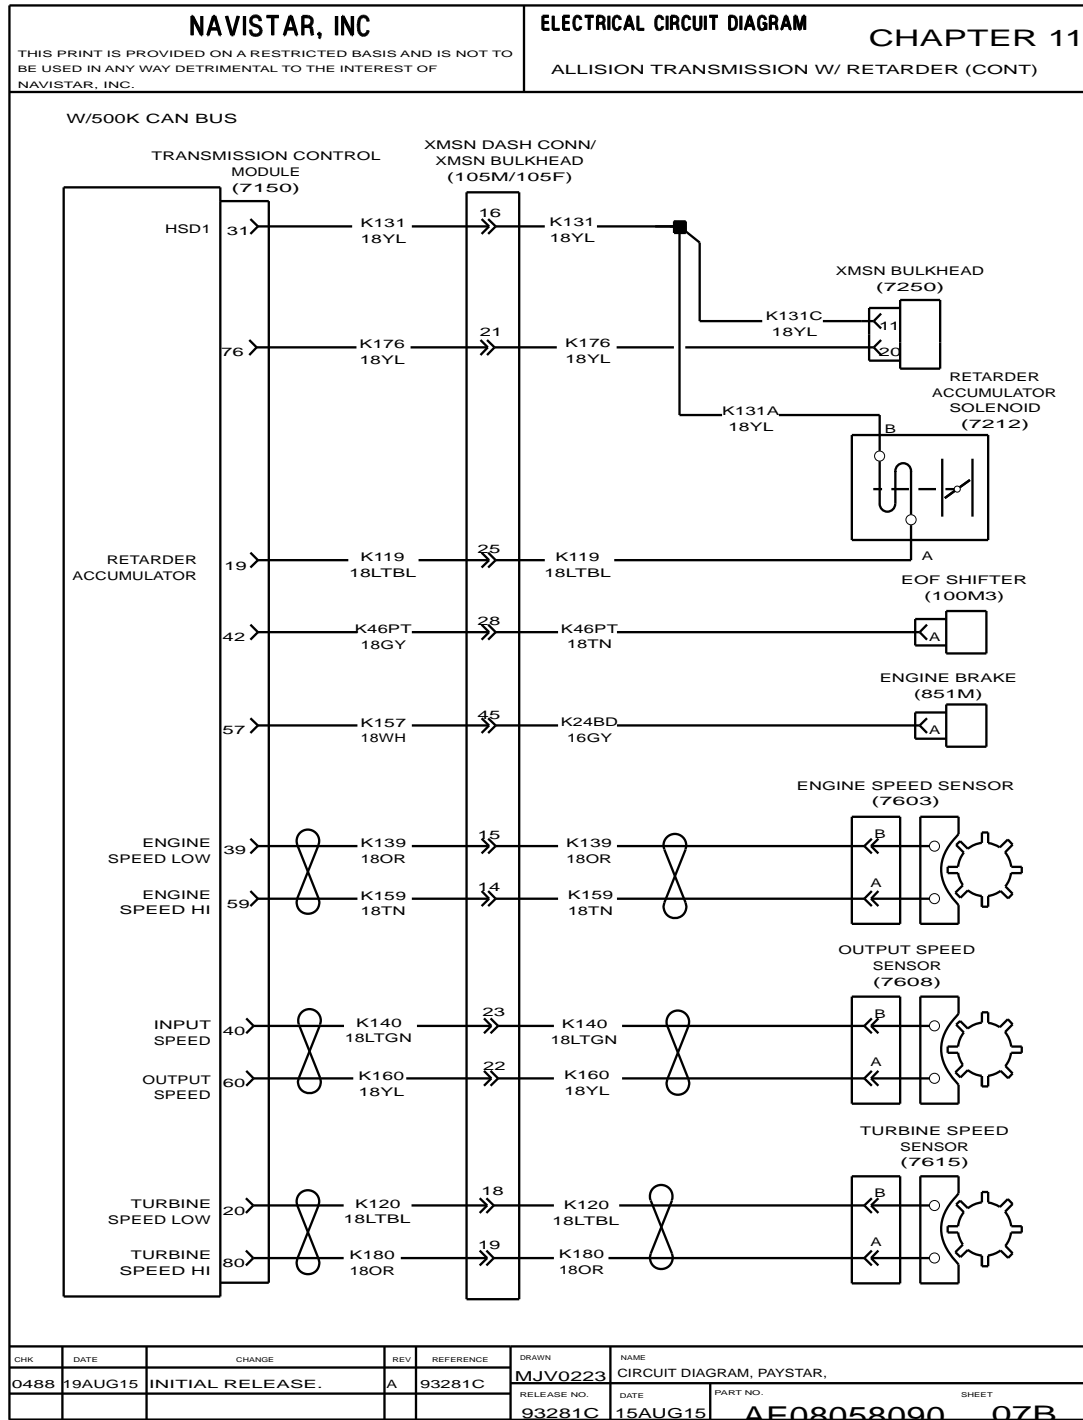 NAVISTAR, INC
THIS PRINT IS PROVIDED ON A RESTRICTED BASIS AND IS NOT TO
BE USED IN ANY WAY DETRIMENTAL TO THE INTEREST OF
NAVISTAR, INC.
ELECTRICAL CIRCUIT DIAGRAM
CHAPTER 11
ALLISION TRANSMISSION W/ RETARDER (CONT)
W/500K CAN BUS
TRANSMISSION CONTROL
MODULE
(7150)
XMSN DASH CONN/
XMSN BULKHEAD
(105M/105F)
HSD1 31 K131 16 K131
18YL 18YL
XMSN BULKHEAD
(7250)
K131C 11
18YL
76 K176 21 K176 20
18YL 18YL
RETARDER
ACCUMULATOR
SOLENOID
(7212)
K131A B
18YL
RETARDER
ACCUMULATOR
19 K119 25 K119 A
18LTBL 18LTBL
EOF SHIFTER
(100M3)
42 K46PT 28 K46PT A
18GY 18TN
ENGINE BRAKE
(851M)
57 K157 45 K24BD A
18WH 16GY
ENGINE SPEED SENSOR
(7603)
ENGINE
SPEED LOW
39 K139 15 K139 B
18OR 18OR
ENGINE
SPEED HI
59 K159 14 K159 A
18TN 18TN
OUTPUT SPEED
SENSOR
(7608)
INPUT
SPEED
40 K140 23 K140 B
18LTGN 18LTGN
OUTPUT
SPEED
60 K160 22 K160 A
18YL 18YL
TURBINE SPEED
SENSOR
(7615)
TURBINE
SPEED LOW
20 K120 18 K120 B
18LTBL 18LTBL
TURBINE
SPEED HI
80 K180 19 K180 A
18OR 18OR
CHK DATE CHANGE REV REFERENCE
0488 19AUG15 INITIAL RELEASE. A 93281C
DRAWN
MJV0223
NAME
CIRCUIT DIAGRAM, PAYSTAR,
RELEASE NO. DATE PART NO. SHEET
93281C 15AUG15 AE08058090 07B